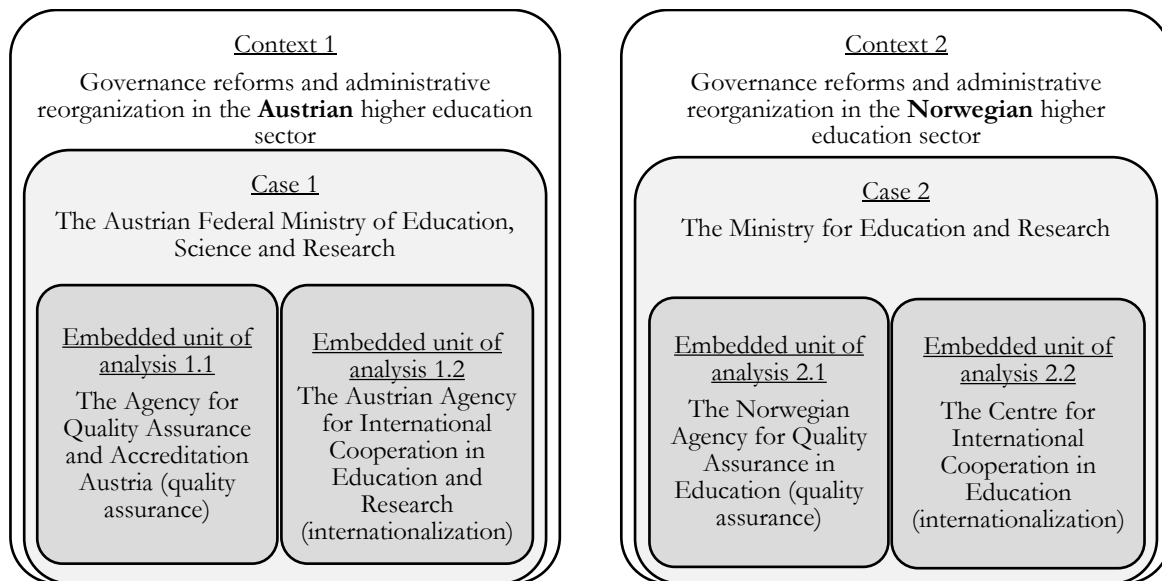 Context 1
Governance reforms and administrative
reorganization in the Austrian higher education
sector
Case 1
The Austrian Federal Ministry of Education,
Science and Research
Embedded unit of
analysis 1.1
The Agency for
Quality Assurance
and Accreditation
Austria (quality
assurance)
Embedded unit of
analysis 1.2
The Austrian Agency
for International
Cooperation in
Education and
Research
(internationalization)
Context 2
Governance reforms and administrative
reorganization in the Norwegian higher
education sector
Case 2
The Ministry for Education and Research
Embedded unit of
analysis 2.1
The Norwegian
Agency for Quality
Assurance in
Education (quality
assurance)
Embedded unit of
analysis 2.2
The Centre for
International
Cooperation in
Education
(internationalization)